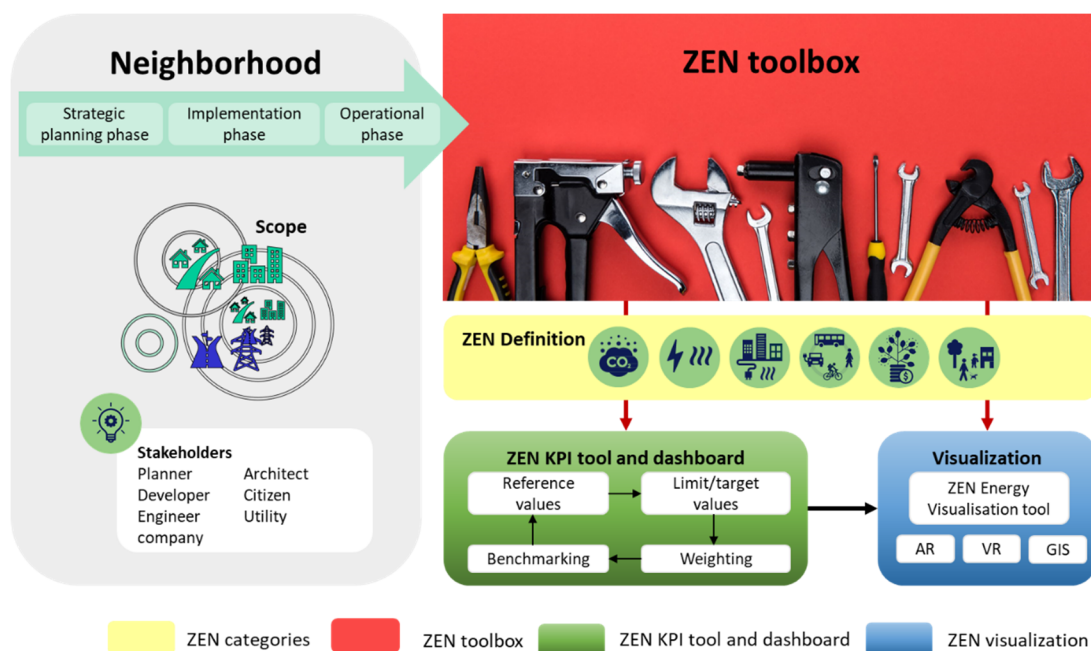 Neighborhood
Strategic
planning phase
Implementation
phase
Operational
phase
Scope
Stakeholders
Planner Architect
Developer Citizen
Engineer Utility
company
ZEN toolbox
ZEN Definition
CO2
$
ZEN KPI tool and dashboard
Reference
values
Limit/target
values
Benchmarking
Weighting
Visualization
ZEN Energy
Visualisation tool
AR VR GIS
ZEN categories
ZEN toolbox
ZEN KPI tool and dashboard
ZEN visualization